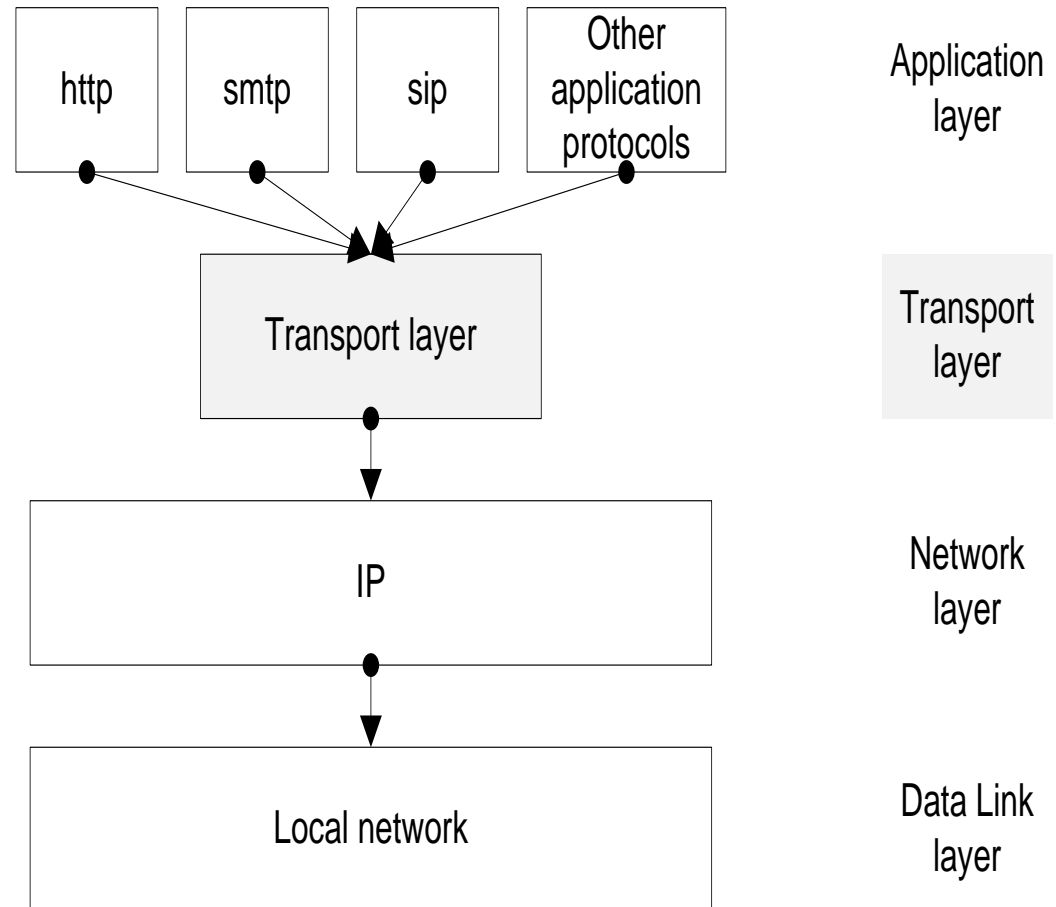 http
smtp
sip
Other
application
protocols
Application
layer
Transport layer
Transport
layer
IP
Network
layer
Local network
Data Link
layer